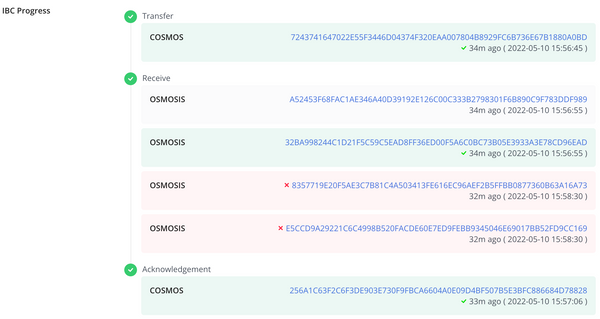 IBC Progress
Transfer
COSMOS 7243741647022E55F3446D04374F320EAA007804B8929FC6B736E67B1880A0BD
34m ago ( 2022-05-10 15:56:45 )
Receive
OSMOSIS A52453F68FAC1AE346A40D39192E126C00C333B2798301F6B890C9F783DDF989
34m ago ( 2022-05-10 15:56:55 )
OSMOSIS 32BA998244C1D21F5C59C5EAD8FF36ED00F5A6C0BC73B05E3933A3E78CD96EAD
34m ago ( 2022-05-10 15:56:55 )
OSMOSIS 8357719E20F5AE3C7B81C4A503413FE616EC96AEF2B5FFBB0877360B63A16A73
32m ago ( 2022-05-10 15:58:30 )
OSMOSIS E5CCD9A29221C6C4998B520FACDE60E7ED9FEBB9345046E69017BB52FD9CC169
32m ago ( 2022-05-10 15:58:30 )
Acknowledgement
COSMOS 256A1C63F2C6F3DE903E730F9FBCA6604A0E09D4BF507B5E3BFC886684D78828
33m ago ( 2022-05-10 15:57:06 )